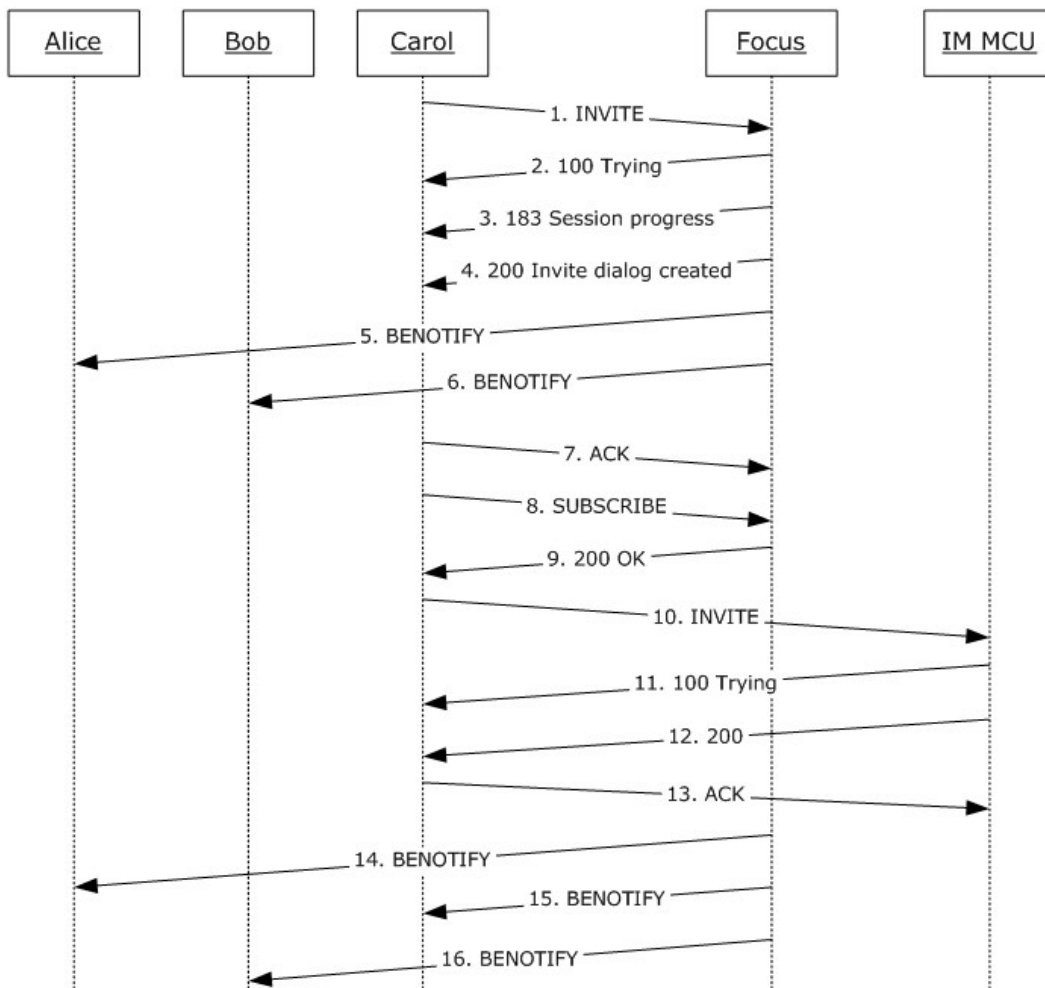 Alice
Bob
Carol
Focus
IM MCU
1. INVITE
2. 100 Trying
3. 183 Session progress
4. 200 Invite dialog created
5. BENOTIFY
6. BENOTIFY
7. ACK
8. SUBSCRIBE
9. 200 OK
10. INVITE
11. 100 Trying
12. 200
13. ACK
14. BENOTIFY
15. BENOTIFY
16. BENOTIFY